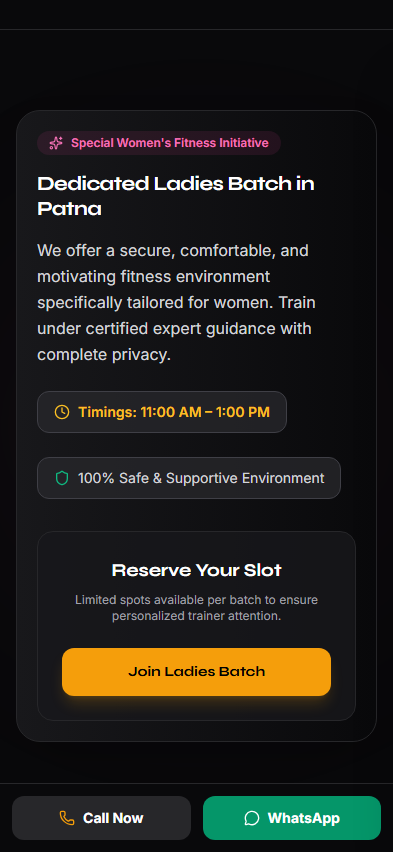 Special Women's Fitness Initiative
Dedicated Ladies Batch in
Patna
We offer a secure, comfortable, and
motivating fitness environment
specifically tailored for women. Train
under certified expert guidance with
complete privacy.
Timings: 11:00 AM – 1:00 PM
100% Safe & Supportive Environment
Reserve Your Slot
Limited spots available per batch to ensure
personalized trainer attention.
Join Ladies Batch
Call Now
WhatsApp